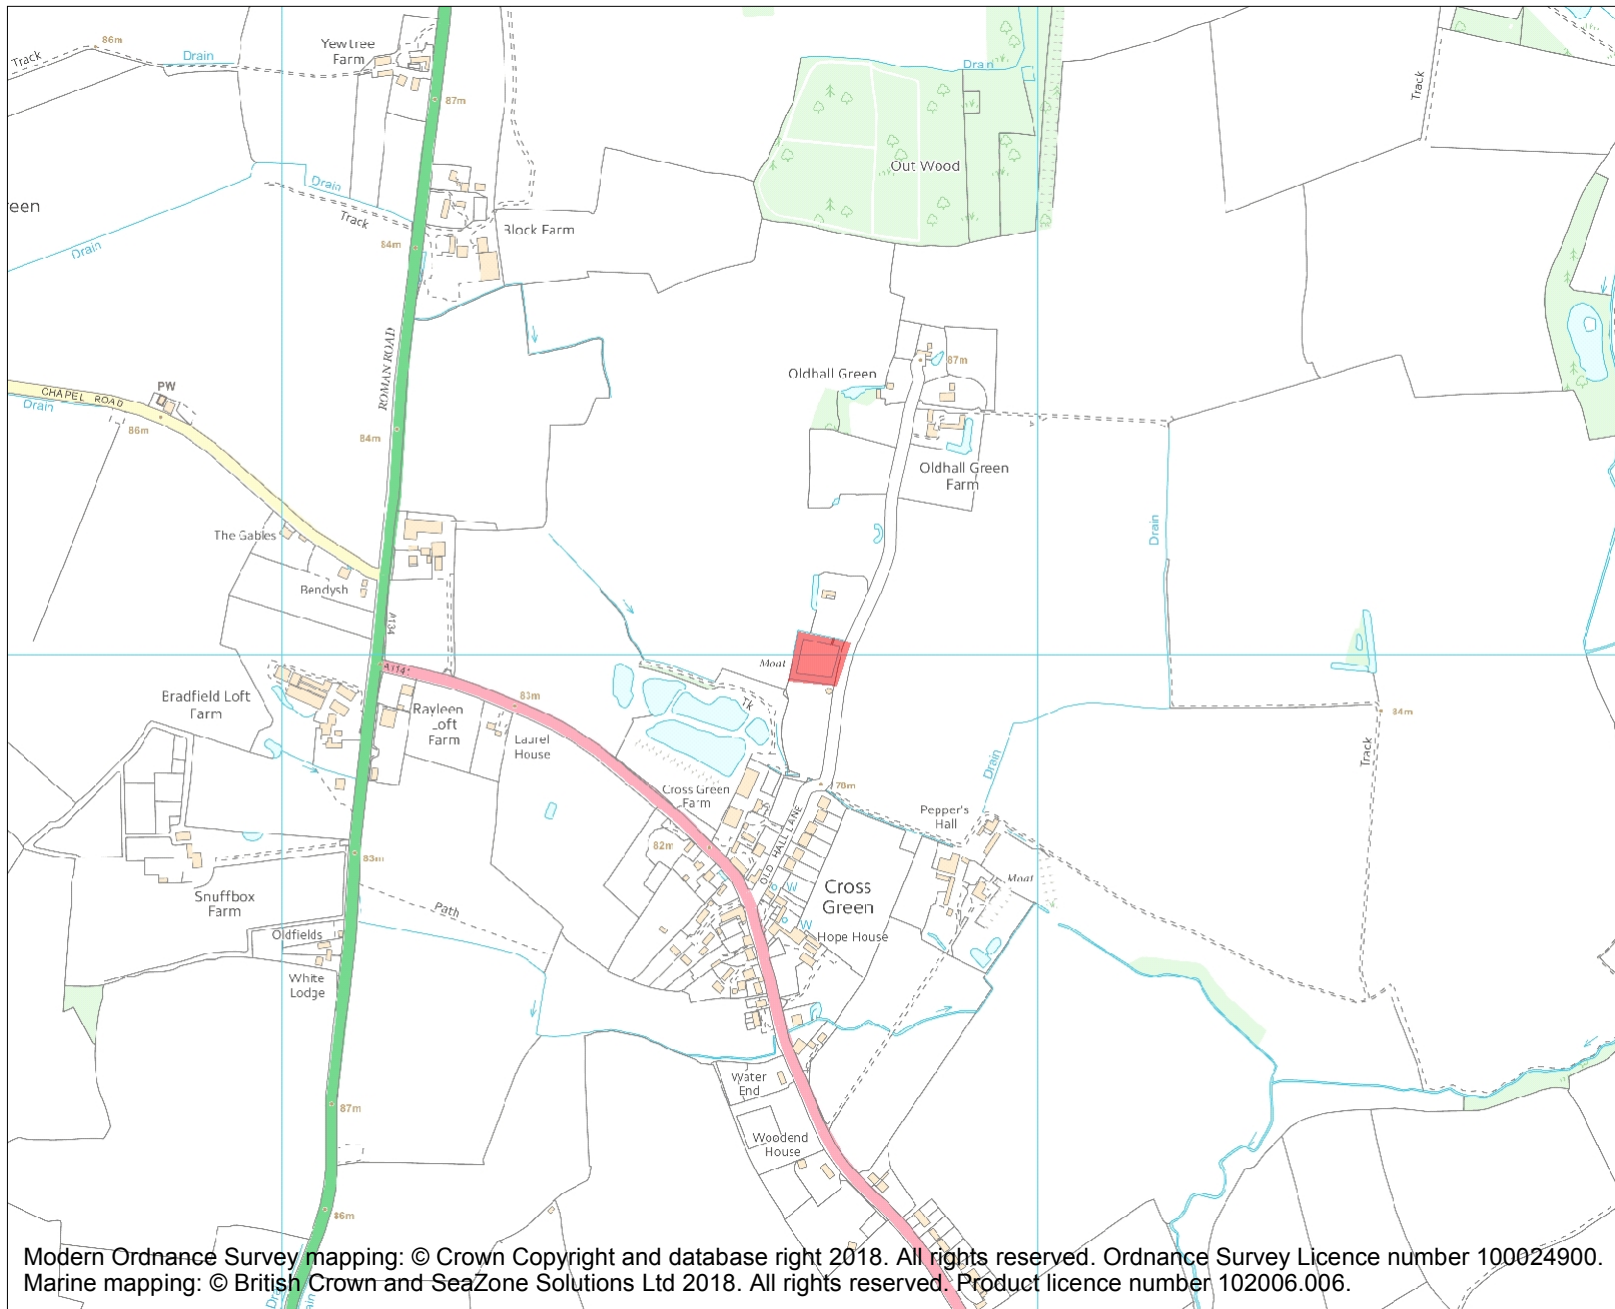 86m
Track
Drain
Yewtree
Farm
87m
Drain
Track
Drain
Out Wood
Drain
Track
84m
Block Farm
reen
Drain
ROMAN ROAD
87m
Oldhall Green
PW
CHAPEL ROAD
Drain
86m
84m
Oldhall Green
Farm
Drain
The Gables
Bendysh
A134
Moat
Bradfield Loft
Farm
83m
Rayleen
Loft
Farm
Laurel
House
Tk
84m
Track
Drain
Cross Green
Farm
OLD HALL LANE
Pepper's
Hall
82m
83m
Moat
Snuffbox
Farm
Path
W
Cross
Green
W
Hope House
Oldfields
White
Lodge
Water
End
87m
Woodend
House
86m
Modern Ordnance Survey mapping: © Crown Copyright and database right 2018. All rights reserved. Ordnance Survey Licence number 100024900.
Marine mapping: © British Crown and SeaZone Solutions Ltd 2018. All rights reserved. Product licence number 102006.006.